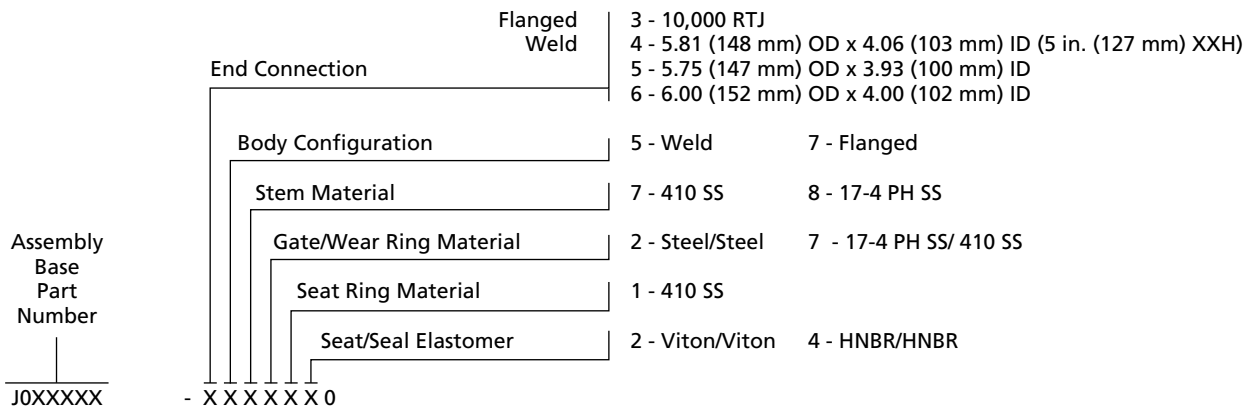 Flanged 3 - 10,000 RTJ
Weld 4 - 5.81 (148 mm) OD x 4.06 (103 mm) ID (5 in. (127 mm) XXH)
End Connection 5 - 5.75 (147 mm) OD x 3.93 (100 mm) ID
6 - 6.00 (152 mm) OD x 4.00 (102 mm) ID
Body Configuration 5 - Weld 7 - Flanged
Stem Material 7 - 410 SS 8 - 17-4 PH SS
Gate/Wear Ring Material 2 - Steel/Steel 7 - 17-4 PH SS/ 410 SS
Seat Ring Material 1 - 410 SS
Seat/Seal Elastomer 2 - Viton/Viton 4 - HNBR/HNBR
Assembly
Base
Part
Number
J0XXXXX - X X X X X X 0